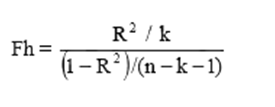 Fh = R² / k
(1 – R²)/(n – k – 1)